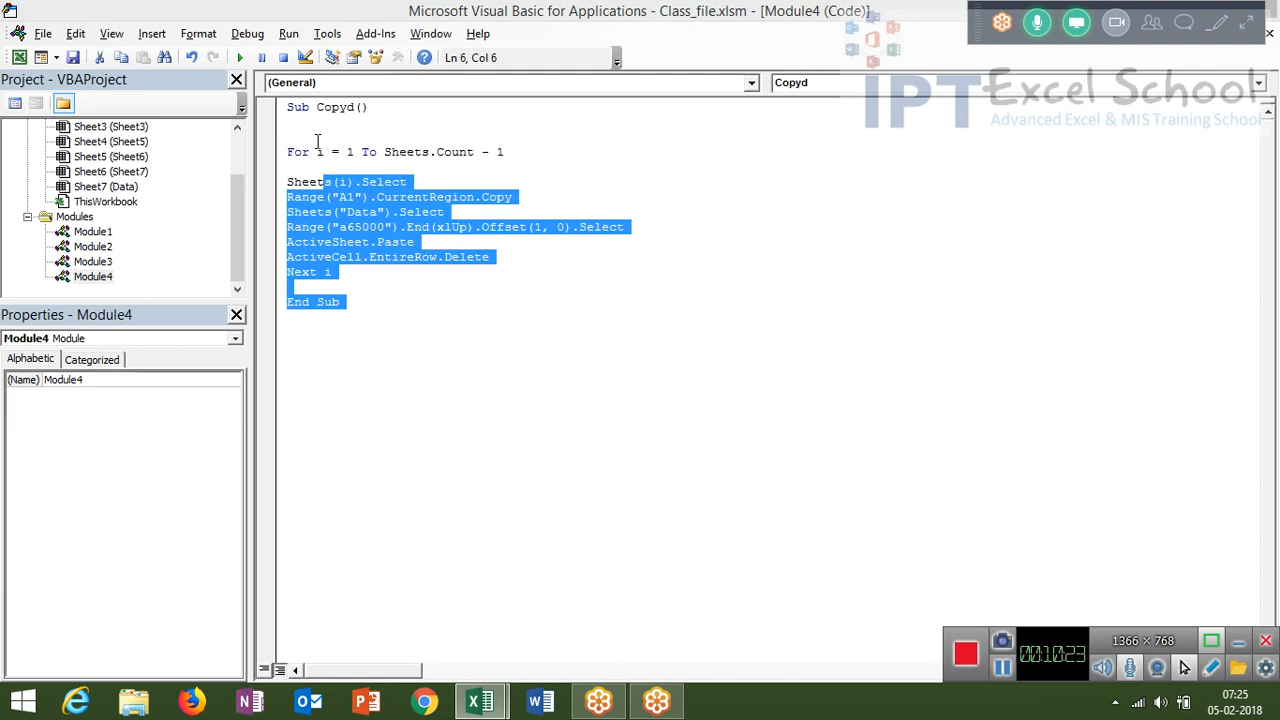 Microsoft Visual Basic for Applications - Class_file.xlsm - [Module4 (Code)]
File Edit View Insert Format Debug Run Tools Add-Ins Window Help
Ln 6, Col 6
IPT Excel School
Advanced Excel & MIS Training School
Project - VBAProject
Sheet3 (Sheet3)
Sheet4 (Sheet5)
Sheet5 (Sheet6)
Sheet6 (Sheet7)
Sheet7 (Data)
ThisWorkbook
Modules
Module1
Module2
Module3
Module4
Properties - Module4
Module4 Module
Alphabetic Categorized
(Name) Module4
(General) Copyd
Sub Copyd()
For i = 1 To Sheets.Count - 1
Sheets(i).Select
Range("A1").CurrentRegion.Copy
Sheets("Data").Select
Range("a65000").End(xlUp).Offset(1, 0).Select
ActiveSheet.Paste
ActiveCell.EntireRow.Delete
Next i
End Sub
1366 × 768
00:10:23
07:25
05-02-2018